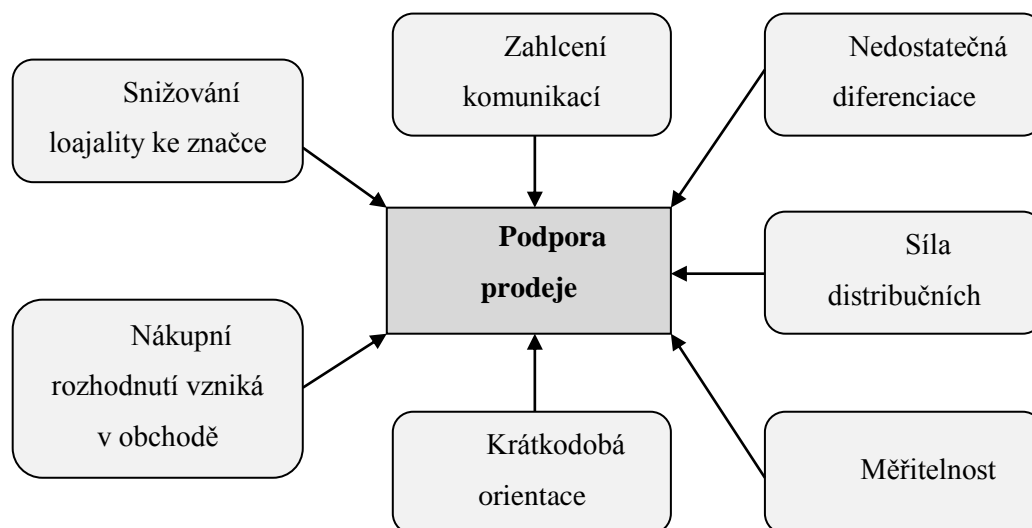 Zahlcení
komunikací
Nedostatečná
diferenciace
Snižování
loajality ke značce
Podpora
prodeje
Síla
distribučních
Nákupní
rozhodnutí vzniká
v obchodě
Krátkodobá
orientace
Měřitelnost